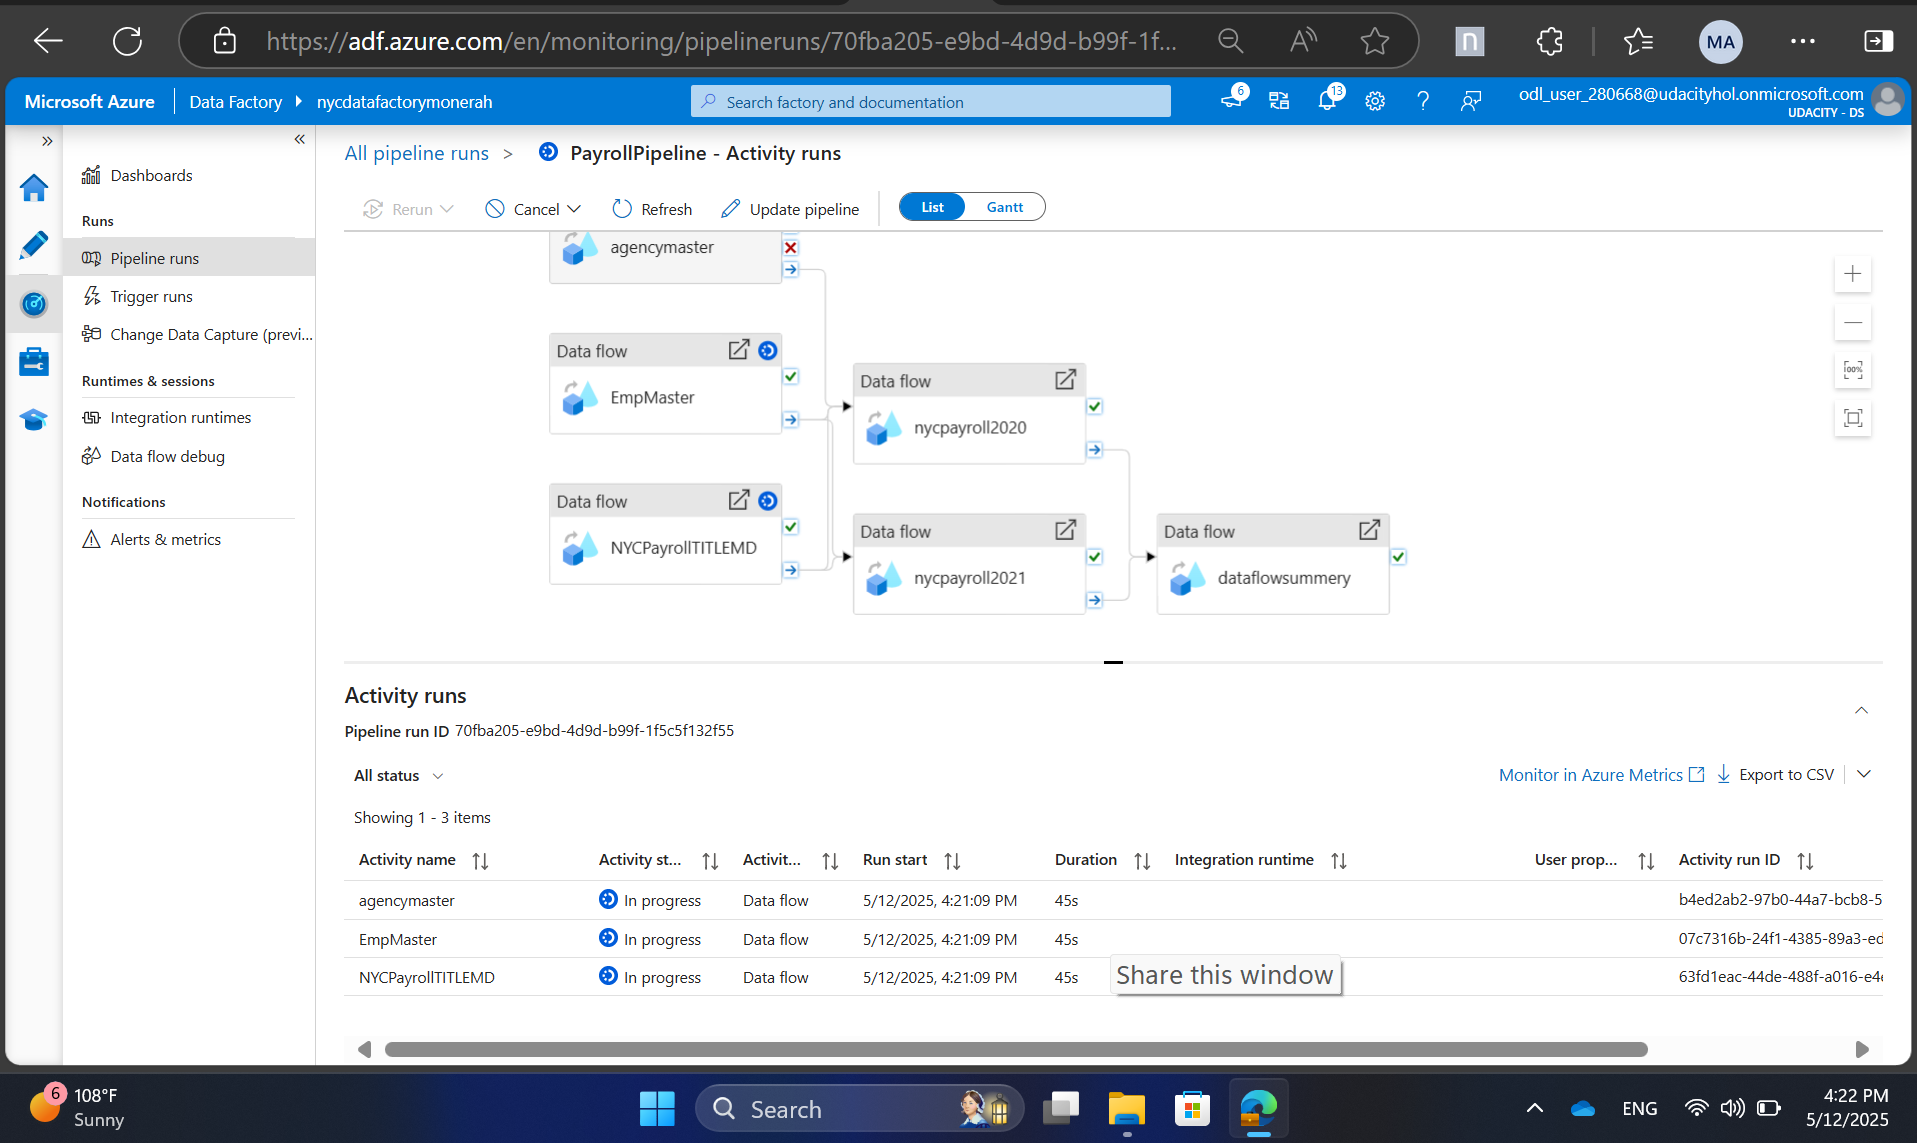 https://adf.azure.com/en/monitoring/pipelineruns/70fba205-e9bd-4d9d-b99f-1f...
A
n
MA
Microsoft Azure
Data Factory
nycdatafactorymonerah
Search factory and documentation
6
13
?
odl_user_280668@udacityhol.onmicrosoft.com
UDACITY - DS
Dashboards
Runs
Pipeline runs
Trigger runs
Change Data Capture (previ...
Runtimes & sessions
Integration runtimes
Data flow debug
Notifications
Alerts & metrics
All pipeline runs > PayrollPipeline - Activity runs
Rerun
Cancel
Refresh
Update pipeline
List
Gantt
agencymaster
Data flow
EmpMaster
Data flow
NYCPayrollTITLEMD
Data flow
nycpayroll2020
Data flow
nycpayroll2021
Data flow
dataflowsummery
100%
Activity runs
Pipeline run ID 70fba205-e9bd-4d9d-b99f-1f5c5f132f55
All status
Monitor in Azure Metrics
Export to CSV
Showing 1 - 3 items
Activity name Activity st... Activit... Run start Duration Integration runtime User prop... Activity run ID
agencymaster In progress Data flow 5/12/2025, 4:21:09 PM 45s b4ed2ab2-97b0-44a7-bcb8-5
EmpMaster In progress Data flow 5/12/2025, 4:21:09 PM 45s 07c7316b-24f1-4385-89a3-ed
NYCPayrollTITLEMD In progress Data flow 5/12/2025, 4:21:09 PM 45s 63fd1eac-44de-488f-a016-e4e
Share this window
6
108°F
Sunny
Search
ENG
4:22 PM
5/12/2025